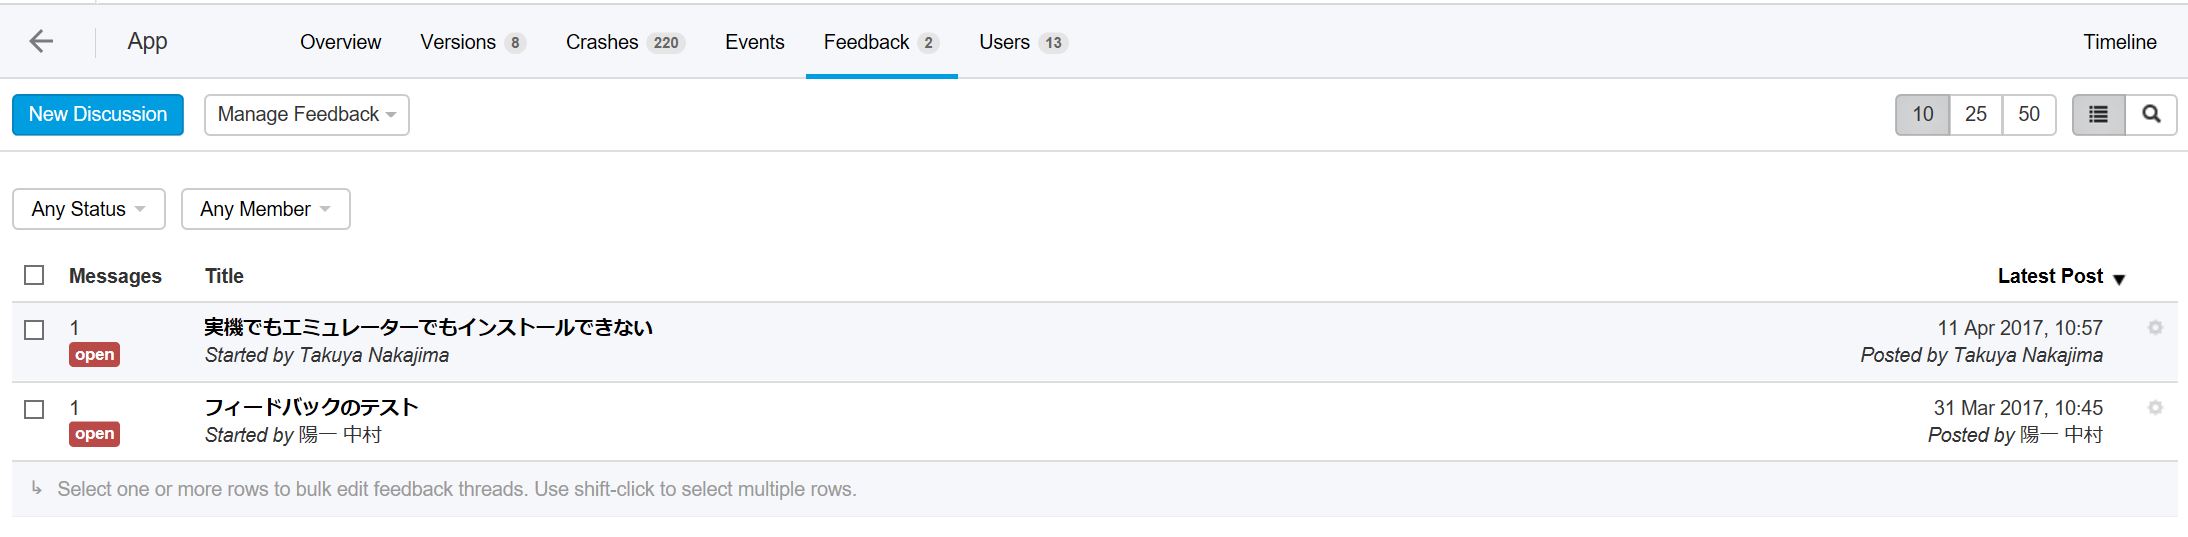 App Overview Versions 8 Crashes 220 Events Feedback 2 Users 13 Timeline
New Discussion Manage Feedback 10 25 50
Any Status Any Member
Messages Title Latest Post
1 実機でもエミュレーターでもインストールできない 11 Apr 2017, 10:57
open Started by Takuya Nakajima Posted by Takuya Nakajima
1 フィードバックのテスト 31 Mar 2017, 10:45
open Started by 陽一 中村 Posted by 陽一 中村
Select one or more rows to bulk edit feedback threads. Use shift-click to select multiple rows.